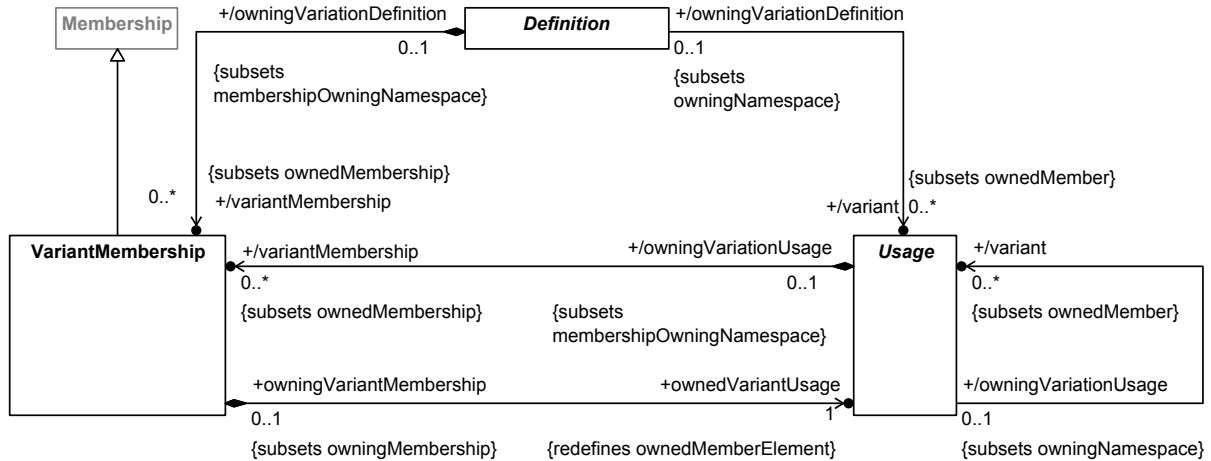 +/owningVariationDefinition
Definition
+/owningVariationDefinition
Membership
0..1
0..1
{subsets
membershipOwningNamespace}
{subsets
owningNamespace}
{subsets ownedMembership}
{subsets ownedMember}
0..*
+/variantMembership
+/variant
0..*
VariantMembership
+/variantMembership
+/owningVariationUsage
Usage
+/variant
0..*
0..1
0..*
{subsets ownedMembership}
{subsets
membershipOwningNamespace}
{subsets ownedMember}
+owningVariantMembership
+ownedVariantUsage
+/owningVariationUsage
0..1
1
0..1
{subsets owningMembership}
{redefines ownedMemberElement}
{subsets owningNamespace}